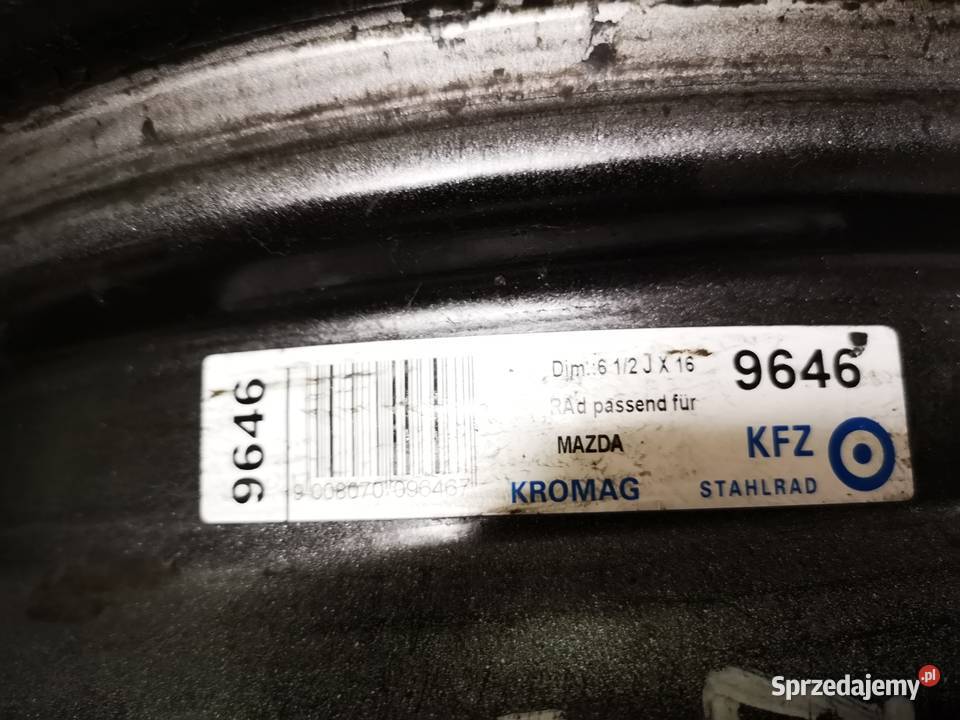 9646
9 008070 096467
Dim.:6 1/2 J X 16
RAd passend für
MAZDA
KROMAG
9646
KFZ
STAHLRAD
Sprzedajemy.pl